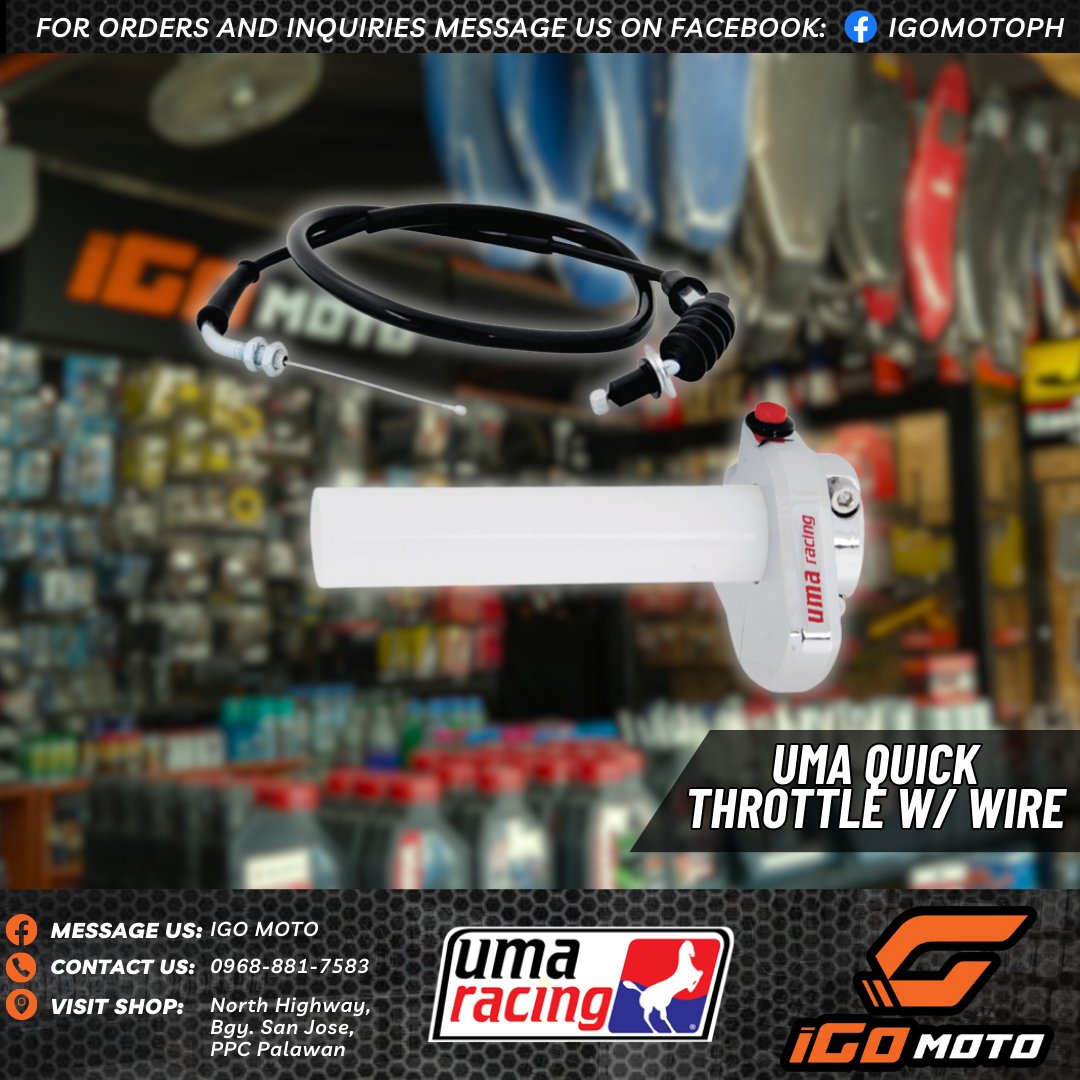 FOR ORDERS AND INQUIRIES MESSAGE US ON FACEBOOK: IGOMOTOPH
iGO MOTO
uma racing
UMA QUICK
THROTTLE W/ WIRE
MESSAGE US: IGO MOTO
CONTACT US: 0968-881-7583
VISIT SHOP: North Highway,
Bgy. San Jose,
PPC Palawan
uma
racing
®
iGO MOTO